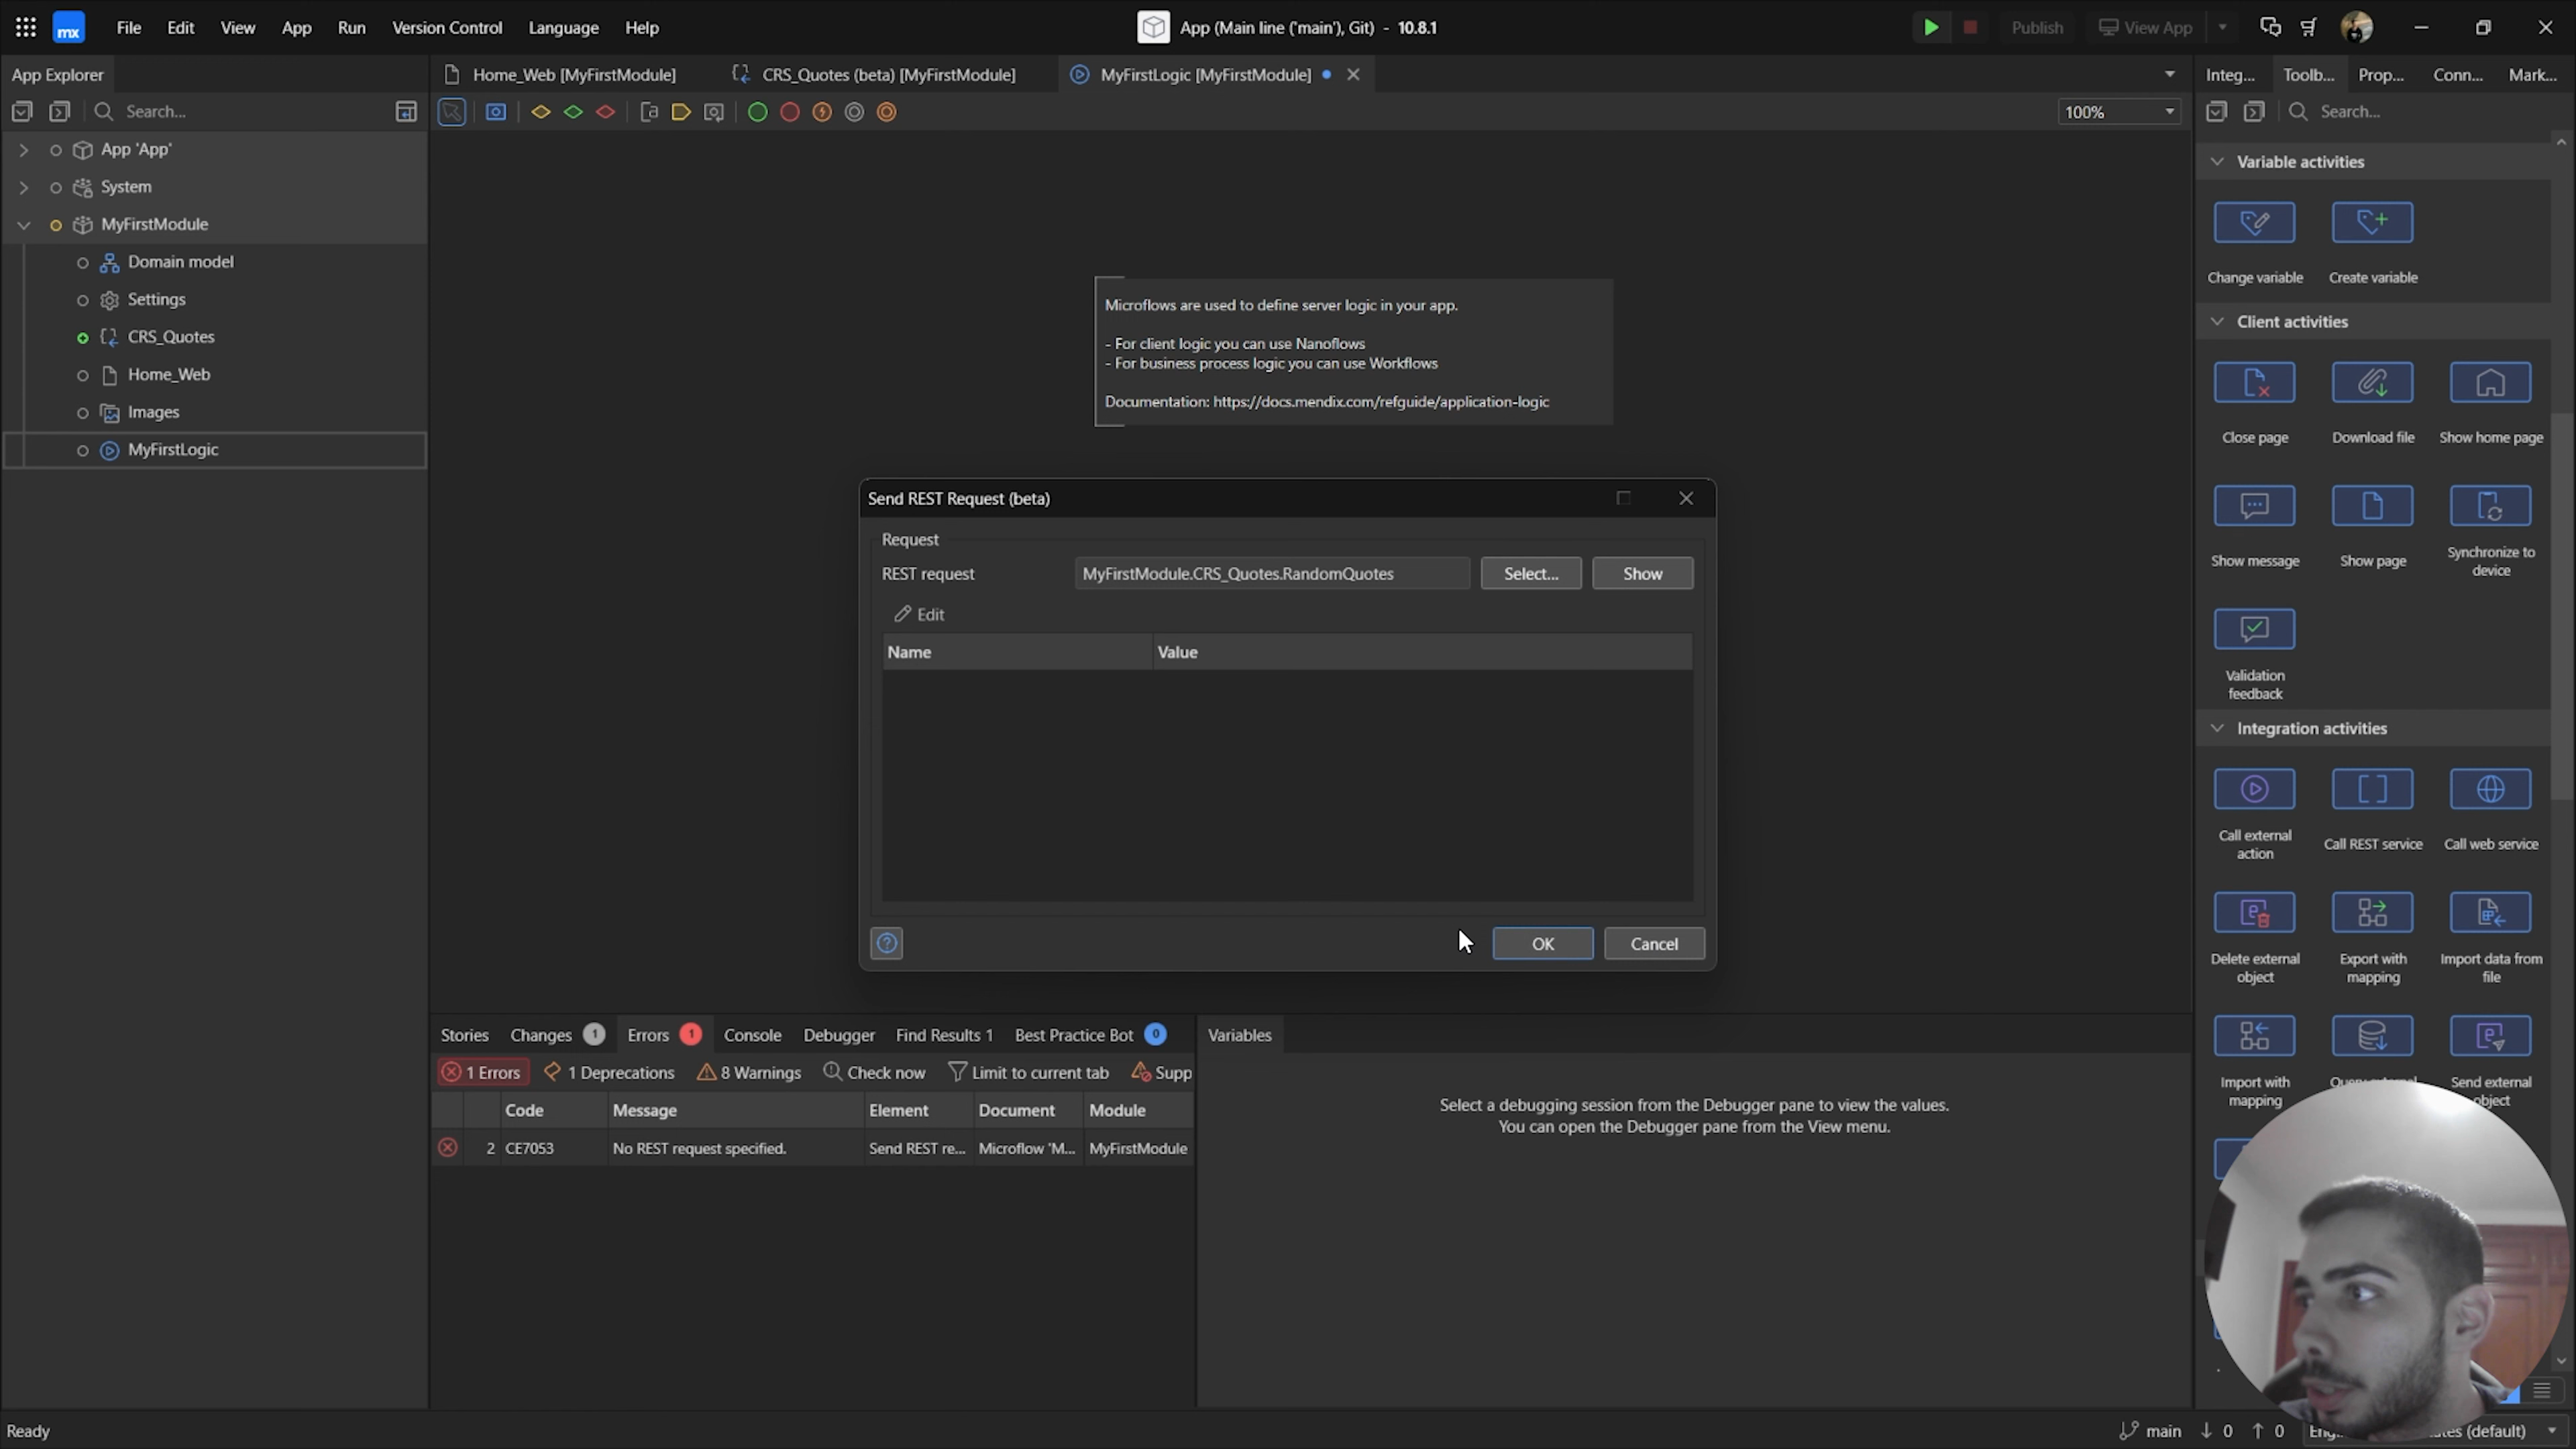 mx
File
Edit
View
App
Run
Version Control
Language
Help
App (Main line ('main'), Git) - 10.8.1
Publish
View App
App Explorer
Home_Web [MyFirstModule]
CRS_Quotes (beta) [MyFirstModule]
MyFirstLogic [MyFirstModule]
Integ...
Toolb...
Prop...
Conn...
Mark...
Search...
100%
Search...
App 'App'
System
MyFirstModule
Domain model
Settings
CRS_Quotes
Home_Web
Images
MyFirstLogic
Microflows are used to define server logic in your app.
- For client logic you can use Nanoflows
- For business process logic you can use Workflows
Documentation: https://docs.mendix.com/refguide/application-logic
Send REST Request (beta)
Request
REST request
MyFirstModule.CRS_Quotes.RandomQuotes
Select...
Show
Edit
Name
Value
OK
Cancel
Variable activities
Change variable
Create variable
Client activities
Close page
Download file
Show home page
Show message
Show page
Synchronize to
device
Validation
feedback
Integration activities
Call external
action
Call REST service
Call web service
Delete external
object
Export with
mapping
Import data from
file
Import with
mapping
Send external
object
Stories
Changes 1
Errors 1
Console
Debugger
Find Results 1
Best Practice Bot 0
Variables
1 Errors
1 Deprecations
8 Warnings
Check now
Limit to current tab
Supp
Code
Message
Element
Document
Module
2
CE7053
No REST request specified.
Send REST re...
Microflow 'M...
MyFirstModule
Select a debugging session from the Debugger pane to view the values.
You can open the Debugger pane from the View menu.
Ready
main
0
0
(default)